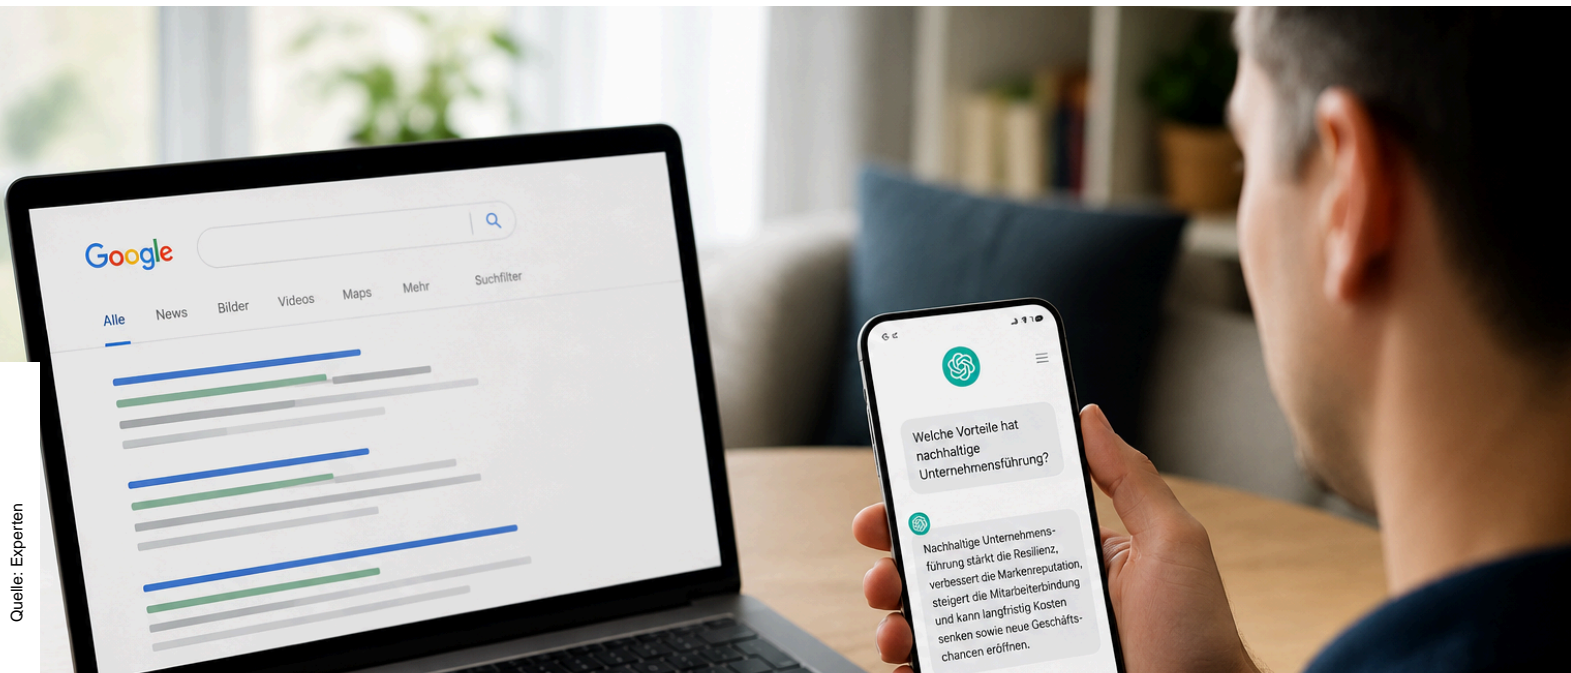 Google
Alle News Bilder Videos Maps Mehr Suchfilter
Welche Vorteile hat
nachhaltige
Unternehmensführung?
Nachhaltige Unternehmens-
führung stärkt die Resilienz,
verbessert die Markenreputation,
steigert die Mitarbeiterbindung
und kann langfristig Kosten
senken sowie neue Geschäfts-
chancen eröffnen.
Quelle: Experten